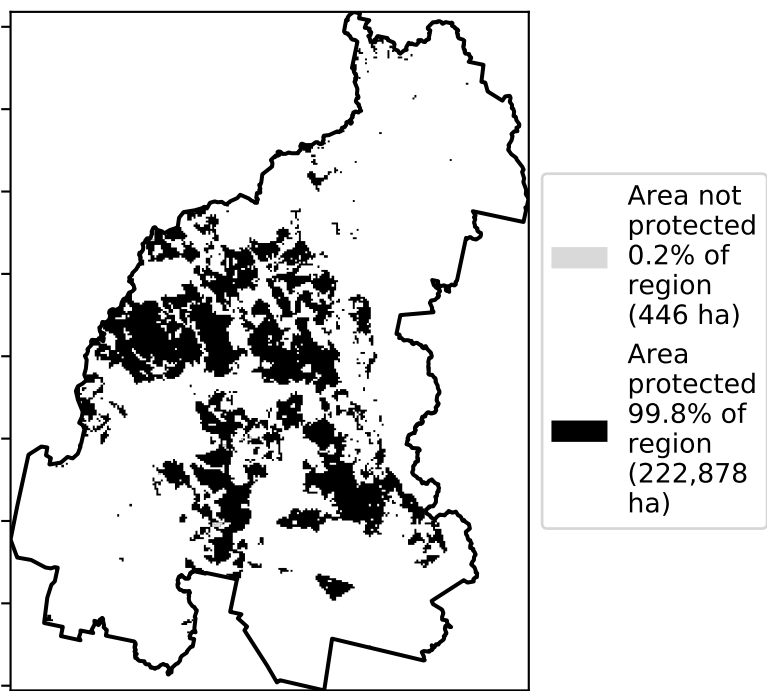 Area not
protected
0.2% of
region
(446 ha)
Area
protected
99.8% of
region
(222,878
ha)